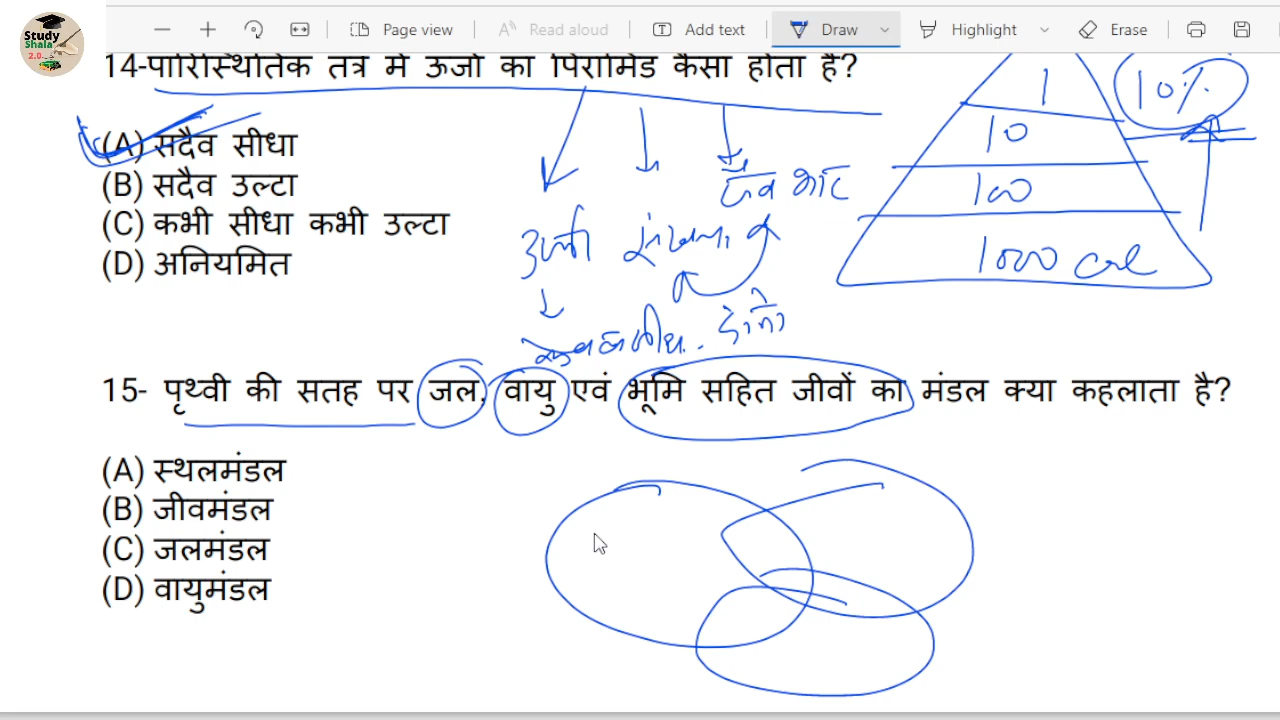 Study
Shala
2.0
Page view
Read aloud
Add text
Draw
Highlight
Erase
14-पारिस्थितिक तंत्र में ऊर्जा का पिरामिड कैसा होता है?
(A) सदैव सीधा
(B) सदैव उल्टा
(C) कभी सीधा कभी उल्टा
(D) अनियमित
1
10%
10
100
1000 cal
15- पृथ्वी की सतह पर जल, वायु एवं भूमि सहित जीवों का मंडल क्या कहलाता है?
(A) स्थलमंडल
(B) जीवमंडल
(C) जलमंडल
(D) वायुमंडल